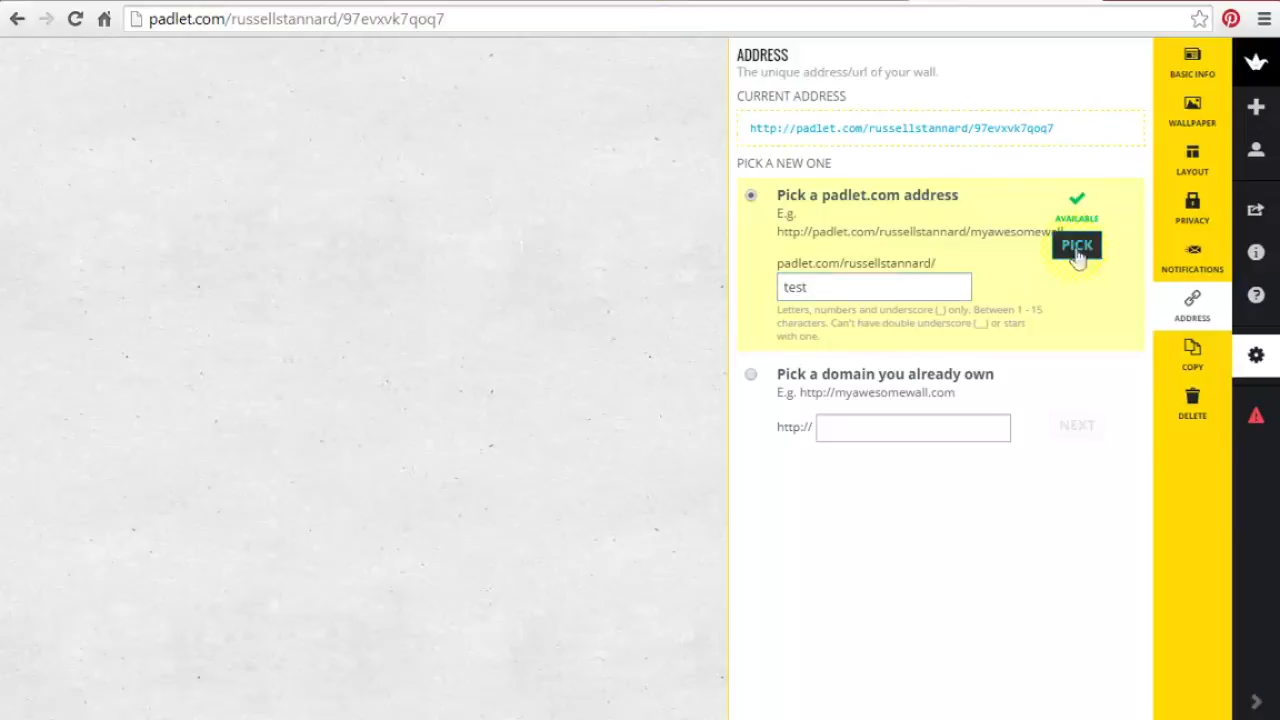 padlet.com/russellstannard/97evxvk7qoq7
ADDRESS
The unique address/url of your wall.
CURRENT ADDRESS
http://padlet.com/russellstannard/97evxvk7qoq7
PICK A NEW ONE
Pick a padlet.com address
E.g.
http://padlet.com/russellstannard/myawesomewall
AVAILABLE
PICK
padlet.com/russellstannard/
test
Letters, numbers and underscore (_) only. Between 1 - 15
characters. Can't have double underscore (__) or start
with one.
Pick a domain you already own
E.g. http://myawesomewall.com
http://
NEXT
BASIC INFO
WALLPAPER
LAYOUT
PRIVACY
NOTIFICATIONS
ADDRESS
COPY
DELETE